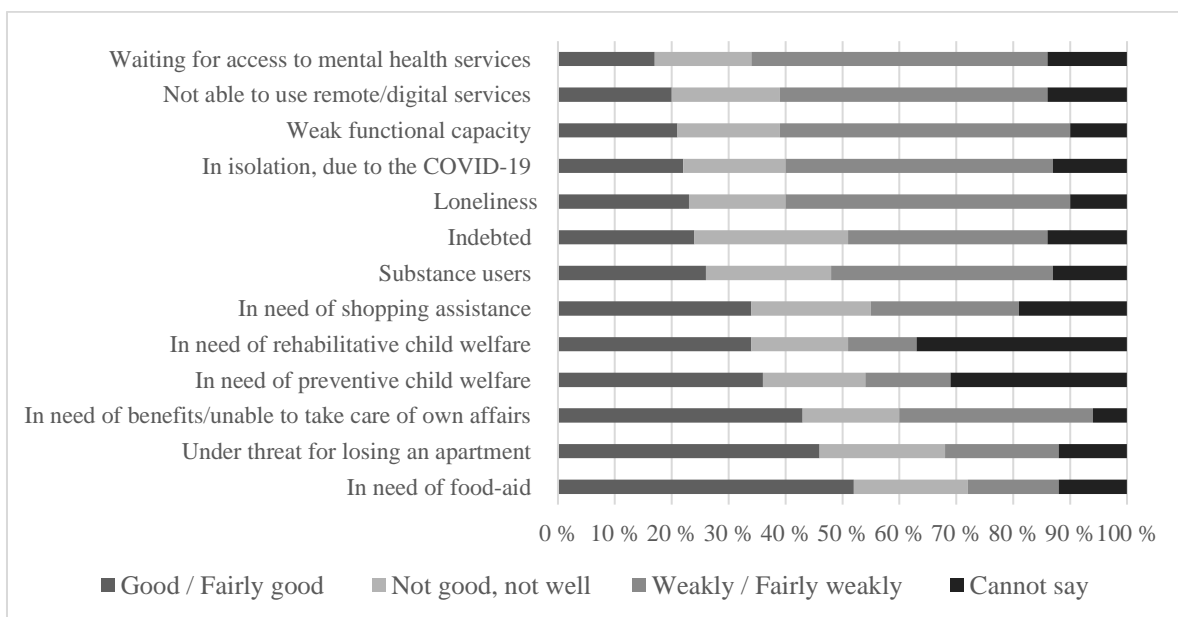 Waiting for access to mental health services
Not able to use remote/digital services
Weak functional capacity
In isolation, due to the COVID-19
Loneliness
Indebted
Substance users
In need of shopping assistance
In need of rehabilitative child welfare
In need of preventive child welfare
In need of benefits/unable to take care of own affairs
Under threat for losing an apartment
In need of food-aid
0 % 10 % 20 % 30 % 40 % 50 % 60 % 70 % 80 % 90 % 100 %
Good / Fairly good Not good, not well Weakly / Fairly weakly Cannot say